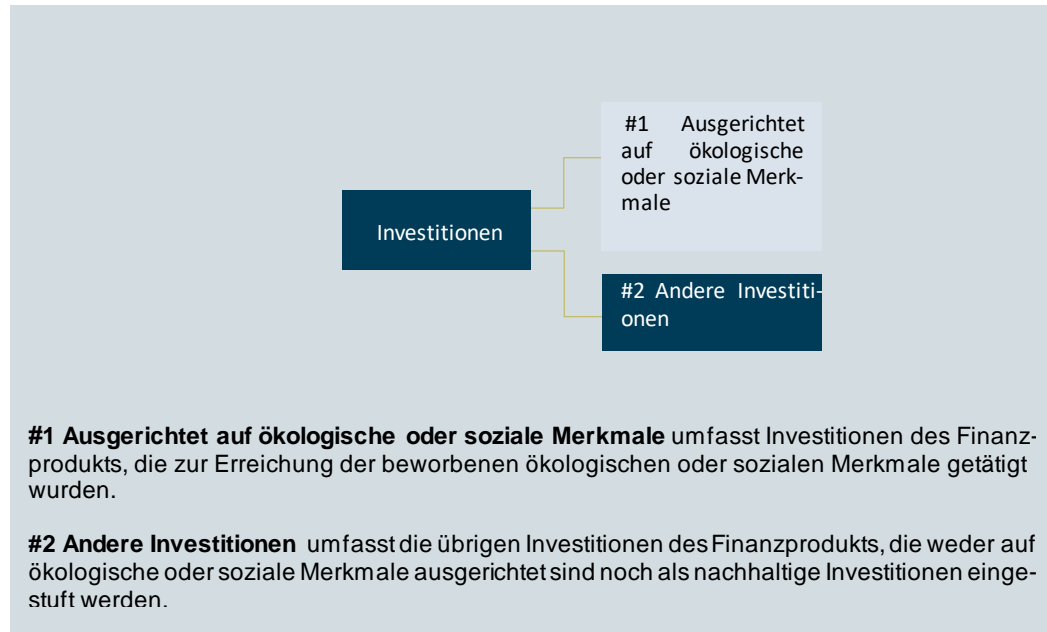 #1 Ausgerichtet
auf ökologische
oder soziale Merk-
male
Investitionen
#2 Andere Investiti-
onen
#1 Ausgerichtet auf ökologische oder soziale Merkmale umfasst Investitionen des Finanz-
produkts, die zur Erreichung der beworbenen ökologischen oder sozialen Merkmale getätigt
wurden.
#2 Andere Investitionen umfasst die übrigen Investitionen des Finanzprodukts, die weder auf
ökologische oder soziale Merkmale ausgerichtet sind noch als nachhaltige Investitionen einge-
stuft werden.